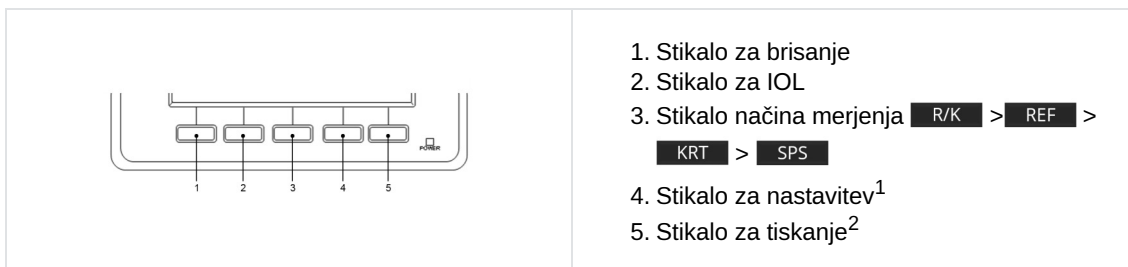 POWER
1 2 3 4 5
1. Stikalo za brisanje
2. Stikalo za IOL
3. Stikalo načina merjenja R/K > REF >
KRT > SPS
4. Stikalo za nastavitev1
5. Stikalo za tiskanje2